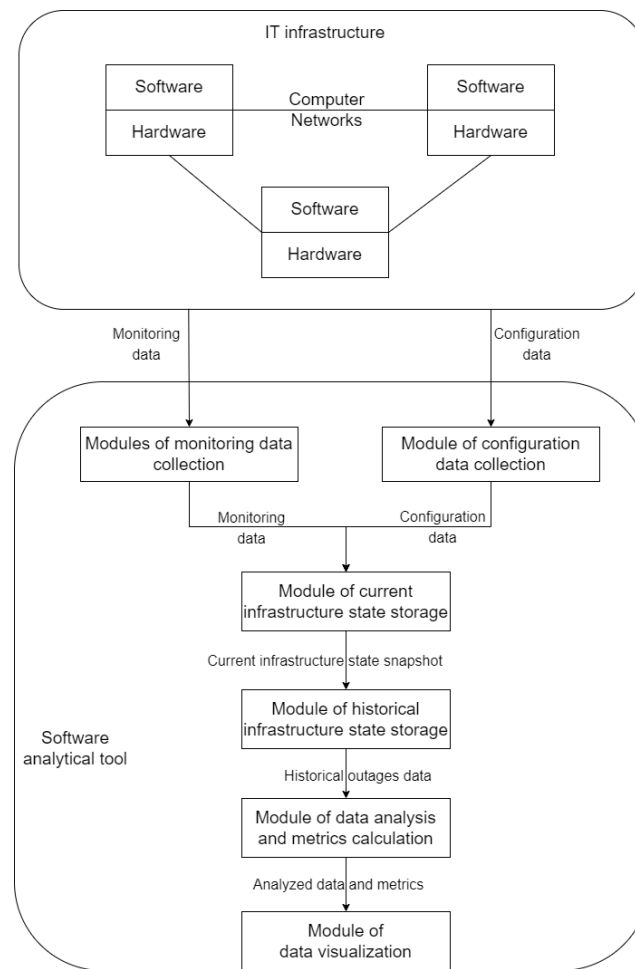 IT infrastructure
Software
Hardware
Computer
Networks
Software
Hardware
Software
Hardware
Monitoring
data
Configuration
data
Modules of monitoring data
collection
Module of configuration
data collection
Monitoring
data
Configuration
data
Module of current
infrastructure state storage
Current infrastructure state snapshot
Module of historical
infrastructure state storage
Software
analytical tool
Historical outages data
Module of data analysis
and metrics calculation
Analyzed data and metrics
Module of
data visualization